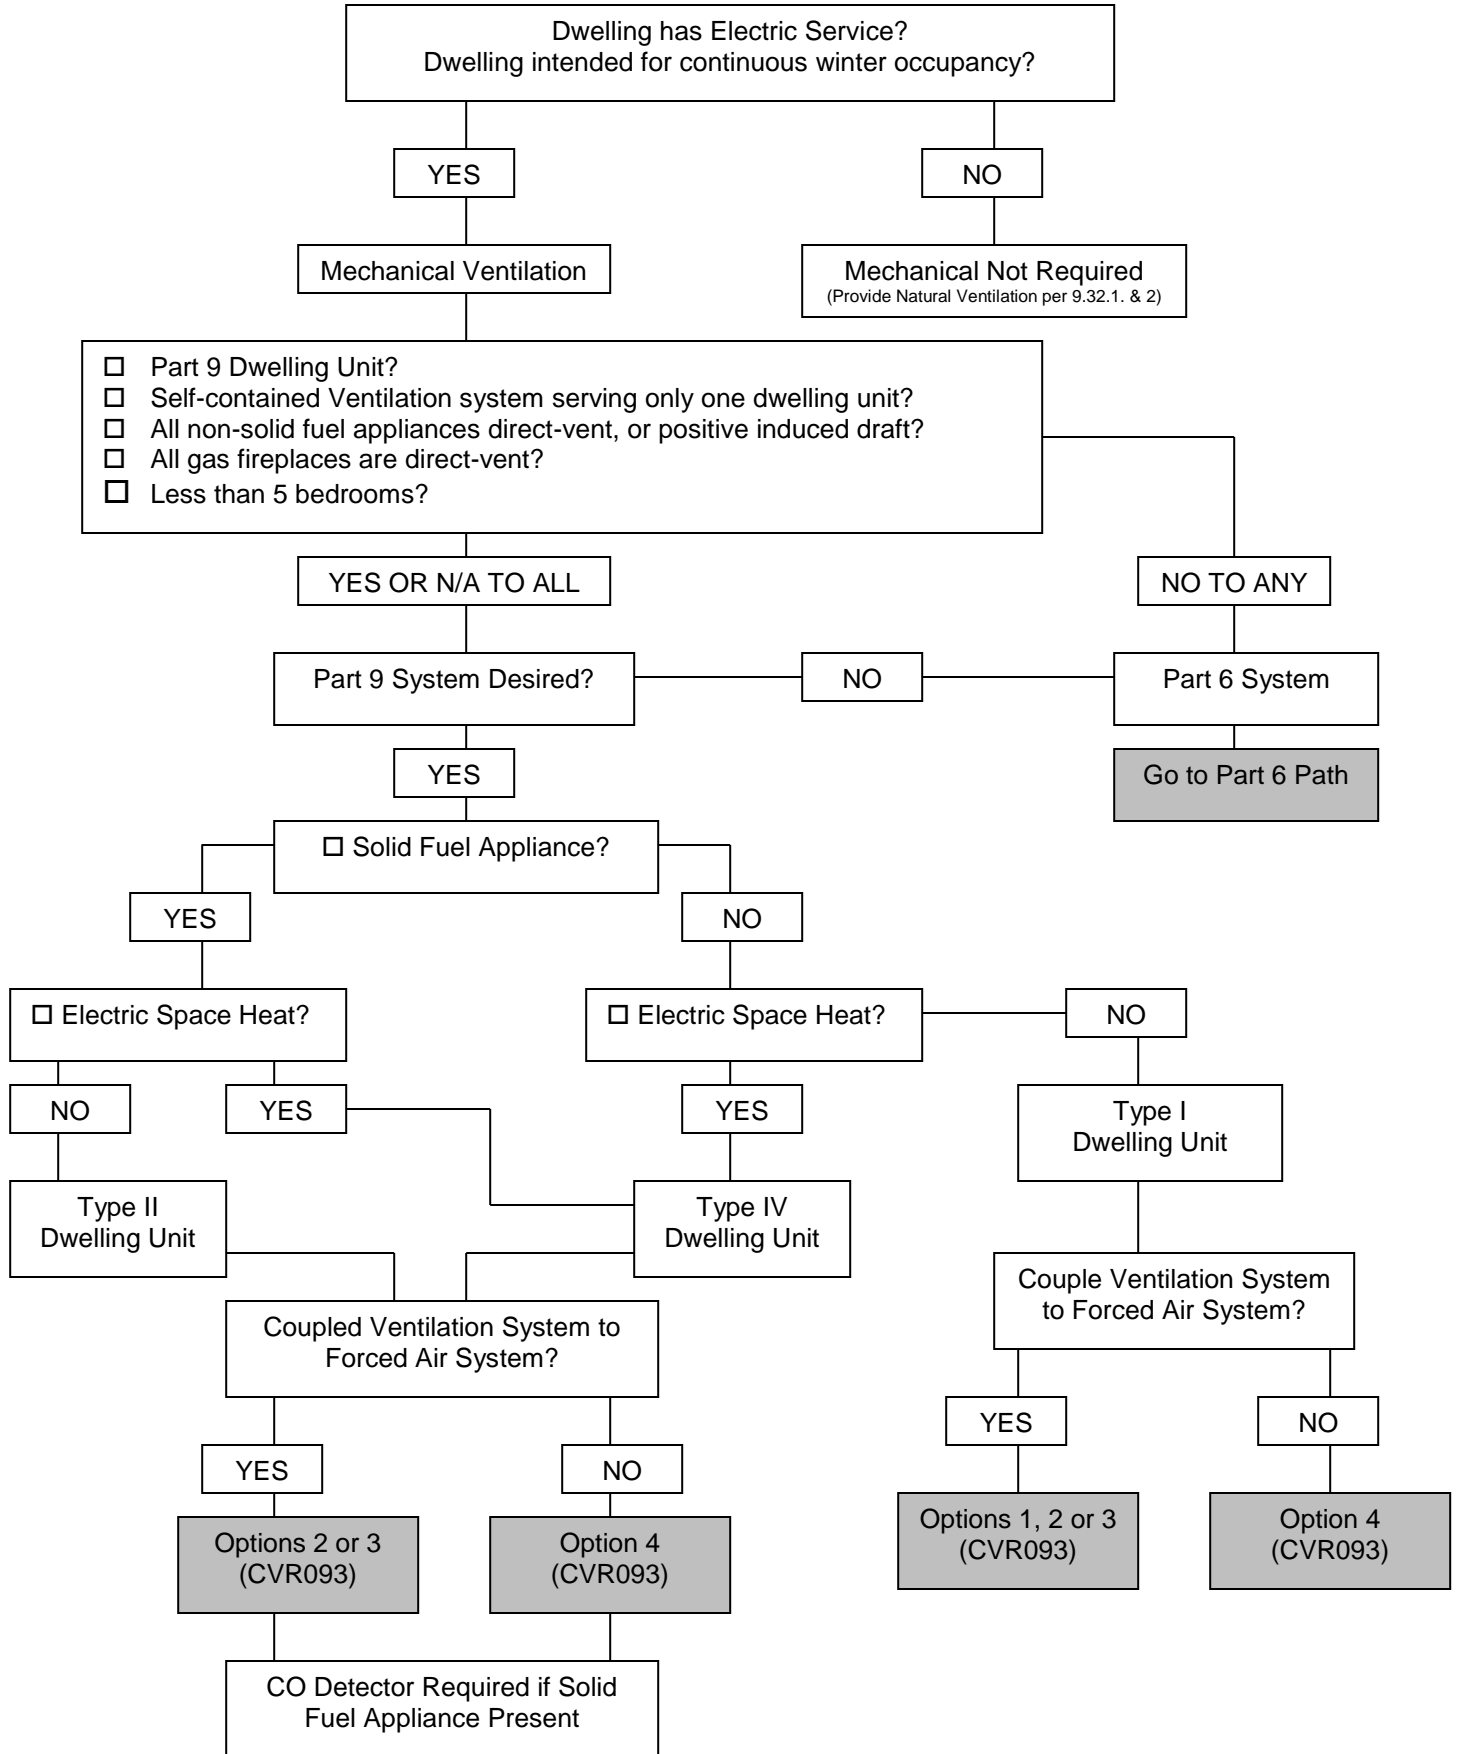 Dwelling has Electric Service?
Dwelling intended for continuous winter occupancy?
YES
NO
Mechanical Ventilation
Mechanical Not Required
(Provide Natural Ventilation per 9.32.1. & 2)
Part 9 Dwelling Unit?
Self-contained Ventilation system serving only one dwelling unit?
All non-solid fuel appliances direct-vent, or positive induced draft?
All gas fireplaces are direct-vent?
Less than 5 bedrooms?
YES OR N/A TO ALL
NO TO ANY
Part 9 System Desired?
NO
Part 6 System
YES
Go to Part 6 Path
Solid Fuel Appliance?
YES
NO
Electric Space Heat?
Electric Space Heat?
NO
NO
YES
YES
Type I
Dwelling Unit
Type II
Dwelling Unit
Type IV
Dwelling Unit
Couple Ventilation System
to Forced Air System?
Coupled Ventilation System to
Forced Air System?
YES
NO
YES
NO
Options 1, 2 or 3
(CVR093)
Option 4
(CVR093)
Options 2 or 3
(CVR093)
Option 4
(CVR093)
CO Detector Required if Solid
Fuel Appliance Present